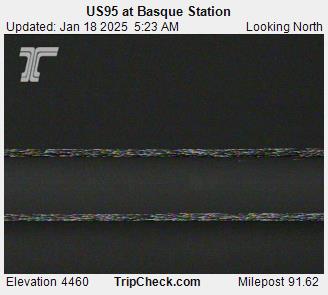 US95 at Basque Station
Updated: Jan 18 2025 5:23 AM Looking North
Elevation 4460 TripCheck.com Milepost 91.62